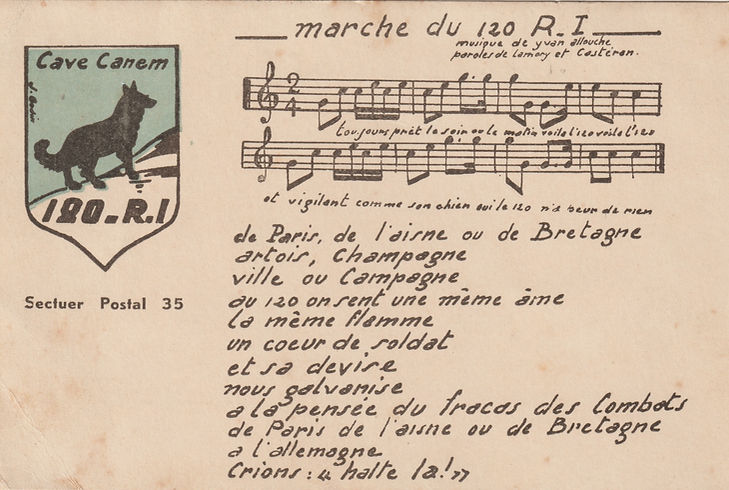 marche du 120 R.I
musique de yvan allouche
paroles de lamory et Castéran.
2
4
toujours prêt le soir ou le matin voila l'120 voila l'120
et vigilant comme son chien oui le 120 n'a peur de rien
de Paris, de l'aisne ou de Bretagne
artois, Champagne
ville ou Campagne
au 120 on sent une même âme
la même flamme
un coeur de soldat
et sa devise
nous galvanise
a la pensée du fracas des Combats
de Paris de l'aisne ou de Bretagne
a l'allemagne
Crions : « halte la! »
Cave Canem
120-R.I
Sectuer Postal 35